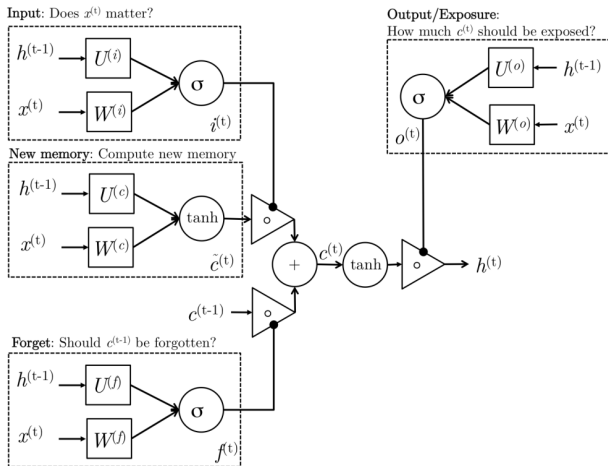 Input: Does x⁽ᵗ⁾ matter?
h⁽ᵗ⁻¹⁾ U⁽ⁱ⁾
σ
x⁽ᵗ⁾ W⁽ⁱ⁾
i⁽ᵗ⁾
Output/Exposure:
How much c⁽ᵗ⁾ should be exposed?
U⁽ᵒ⁾ h⁽ᵗ⁻¹⁾
σ
W⁽ᵒ⁾ x⁽ᵗ⁾
o⁽ᵗ⁾
New memory: Compute new memory
h⁽ᵗ⁻¹⁾ U⁽ᶜ⁾
tanh
x⁽ᵗ⁾ W⁽ᶜ⁾
c̃⁽ᵗ⁾
∘
+ c⁽ᵗ⁾ tanh ∘ h⁽ᵗ⁾
c⁽ᵗ⁻¹⁾ ∘
Forget: Should c⁽ᵗ⁻¹⁾ be forgotten?
h⁽ᵗ⁻¹⁾ U⁽ᶠ⁾
σ
x⁽ᵗ⁾ W⁽ᶠ⁾
f⁽ᵗ⁾